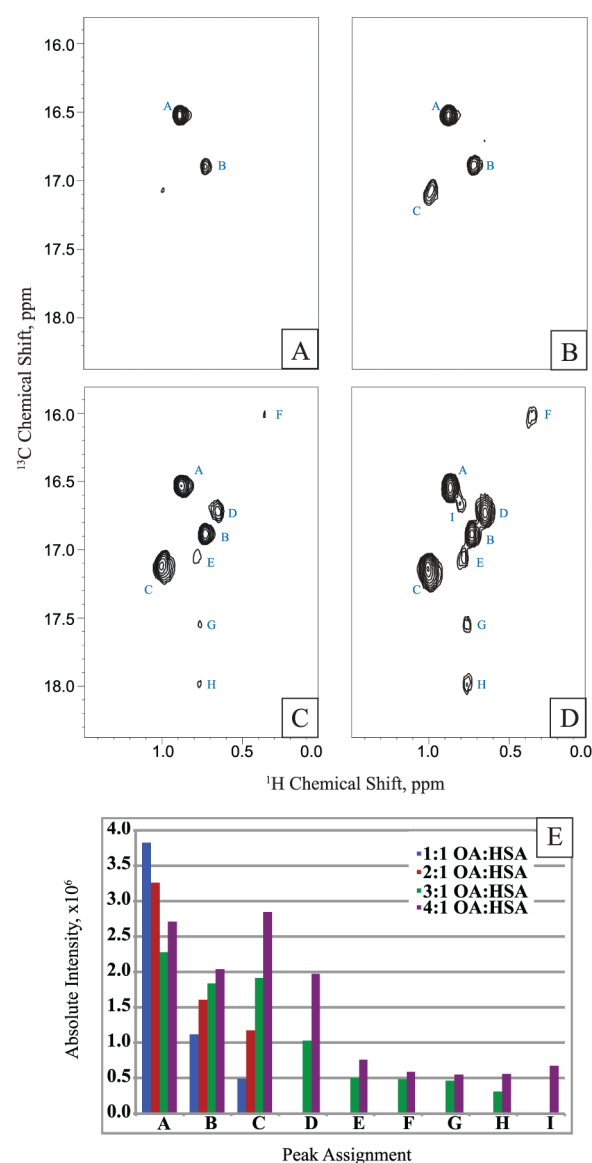 16.0
16.5
17.0
17.5
18.0
A
B
A
A
B
C
B
16.0
16.5
17.0
17.5
18.0
F
A
D
B
E
C
G
H
C
F
A
I
D
B
E
C
G
H
D
1.0 0.5 0.0
1.0 0.5 0.0
13C Chemical Shift, ppm
1H Chemical Shift, ppm
E
4.0
3.5
3.0
2.5
2.0
1.5
1.0
0.5
0.0
1:1 OA:HSA
2:1 OA:HSA
3:1 OA:HSA
4:1 OA:HSA
Absolute Intensity, x10⁶
A B C D E F G H I
Peak Assignment